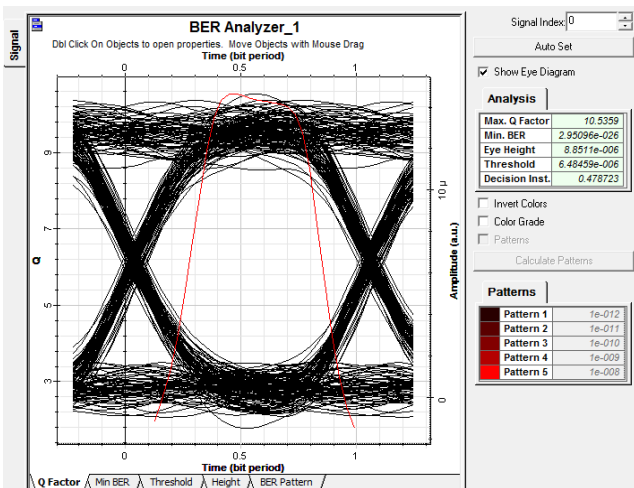 Signal
BER Analyzer_1
Dbl Click On Objects to open properties. Move Objects with Mouse Drag
Time (bit period)
0 0.5 1
Q
9
7
5
3
Amplitude (a.u.)
10 µ
0
0 0.5 1
Time (bit period)
Q Factor Min BER Threshold Height BER Pattern
Signal Index: 0
Auto Set
Show Eye Diagram
Analysis
Max. Q Factor 10.5359
Min. BER 2.95096e-026
Eye Height 8.8511e-006
Threshold 6.48459e-006
Decision Inst. 0.478723
Invert Colors
Color Grade
Patterns
Calculate Patterns
Patterns
Pattern 1 1e-012
Pattern 2 1e-011
Pattern 3 1e-010
Pattern 4 1e-009
Pattern 5 1e-008